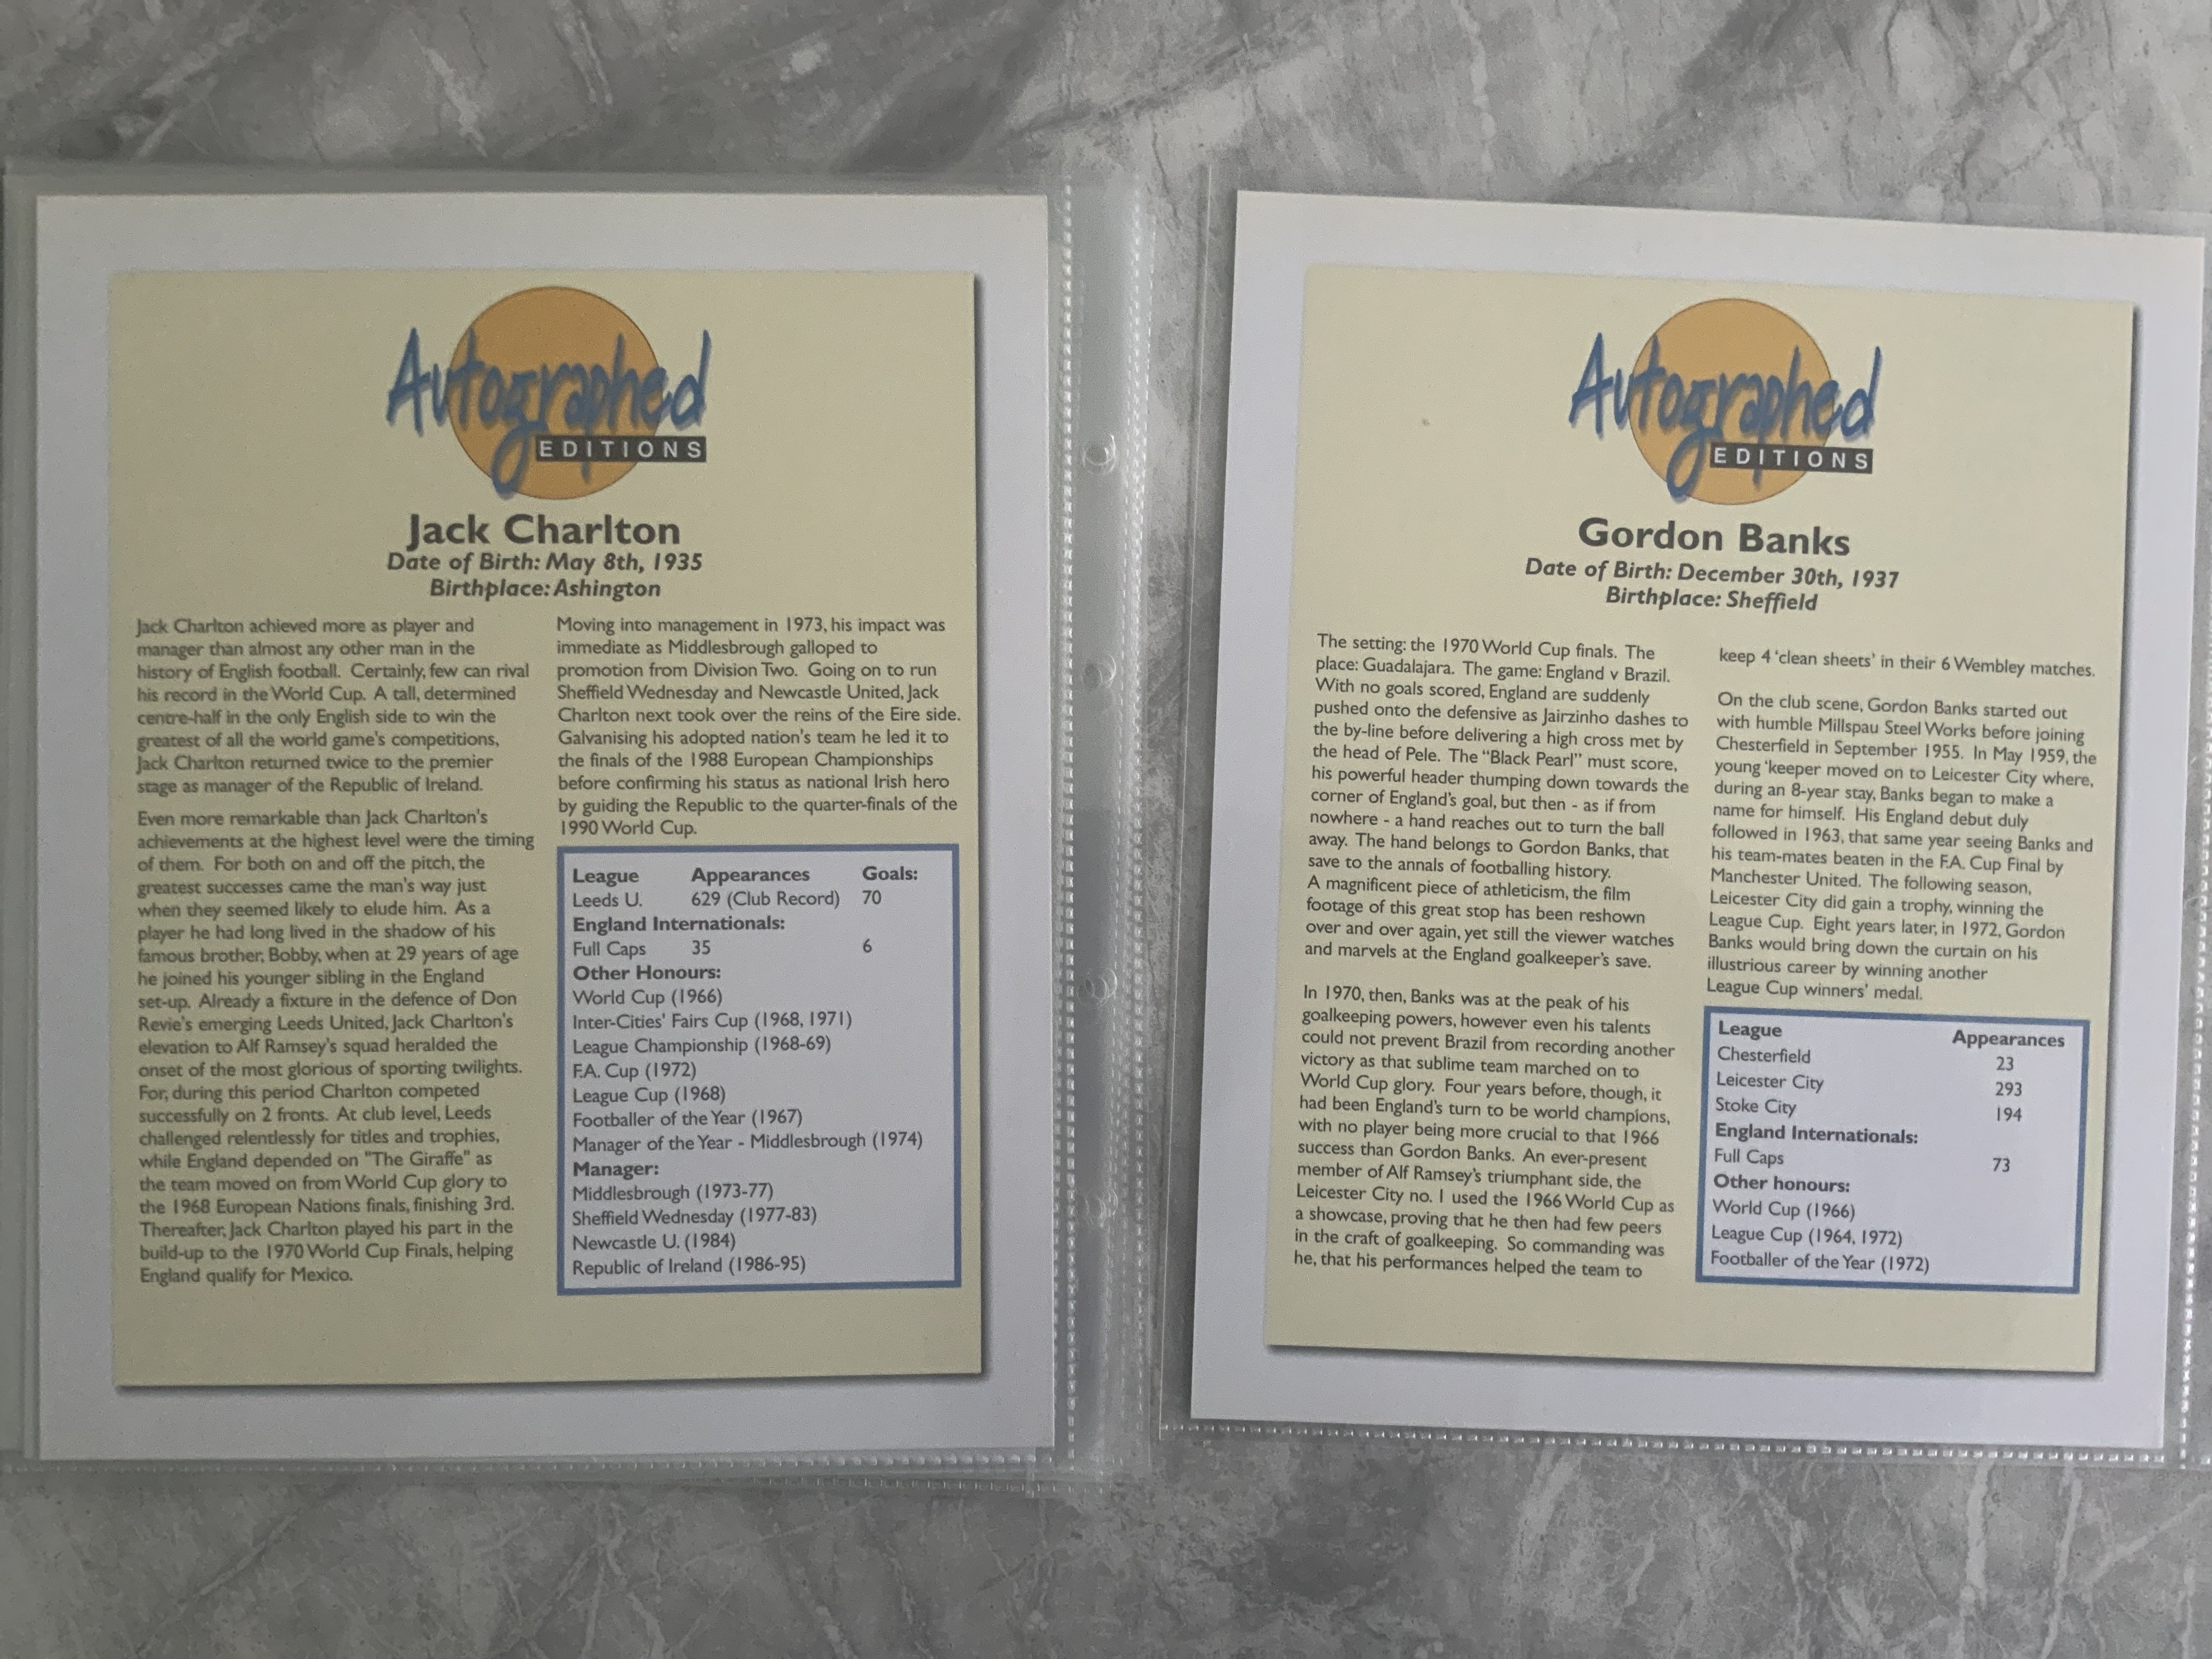 Autographed
EDITIONS
Jack Charlton
Date of Birth: May 8th, 1935
Birthplace: Ashington
Jack Charlton achieved more as player and
manager than almost any other man in the
history of English football. Certainly, few can rival
his record in the World Cup. A tall, determined
centre-half in the only English side to win the
greatest of all the world game's competitions,
Jack Charlton returned twice to the premier
stage as manager of the Republic of Ireland.
Even more remarkable than Jack Charlton's
achievements at the highest level were the timing
of them. For both on and off the pitch, the
greatest successes came the man's way just
when they seemed likely to elude him. As a
player he had long lived in the shadow of his
famous brother, Bobby, when at 29 years of age
he joined his younger sibling in the England
set-up. Already a fixture in the defence of Don
Revie's emerging Leeds United, Jack Charlton's
elevation to Alf Ramsey's squad heralded the
onset of the most glorious of sporting twilights.
For, during this period Charlton competed
successfully on 2 fronts. At club level, Leeds
challenged relentlessly for titles and trophies,
while England depended on "The Giraffe" as
the team moved on from World Cup glory to
the 1968 European Nations finals, finishing 3rd.
Thereafter, Jack Charlton played his part in the
build-up to the 1970 World Cup Finals, helping
England qualify for Mexico.
Moving into management in 1973, his impact was
immediate as Middlesbrough galloped to
promotion from Division Two. Going on to run
Sheffield Wednesday and Newcastle United, Jack
Charlton next took over the reins of the Eire side.
Galvanising his adopted nation's team he led it to
the finals of the 1988 European Championships
before confirming his status as national Irish hero
by guiding the Republic to the quarter-finals of the
1990 World Cup.
League Appearances Goals:
Leeds U. 629 (Club Record) 70
England Internationals:
Full Caps 35 6
Other Honours:
World Cup (1966)
Inter-Cities' Fairs Cup (1968, 1971)
League Championship (1968-69)
F.A. Cup (1972)
League Cup (1968)
Footballer of the Year (1967)
Manager of the Year - Middlesbrough (1974)
Manager:
Middlesbrough (1973-77)
Sheffield Wednesday (1977-83)
Newcastle U. (1984)
Republic of Ireland (1986-95)
Autographed
EDITIONS
Gordon Banks
Date of Birth: December 30th, 1937
Birthplace: Sheffield
The setting: the 1970 World Cup finals. The
place: Guadalajara. The game: England v Brazil.
With no goals scored, England are suddenly
pushed onto the defensive as Jairzinho dashes to
the by-line before delivering a high cross met by
the head of Pele. The "Black Pearl" must score,
his powerful header thumping down towards the
corner of England's goal, but then - as if from
nowhere - a hand reaches out to turn the ball
away. The hand belongs to Gordon Banks, that
save to the annals of footballing history.
A magnificent piece of athleticism, the film
footage of this great stop has been reshown
over and over again, yet still the viewer watches
and marvels at the England goalkeeper's save.
In 1970, then, Banks was at the peak of his
goalkeeping powers, however even his talents
could not prevent Brazil from recording another
victory as that sublime team marched on to
World Cup glory. Four years before, though, it
had been England's turn to be world champions,
with no player being more crucial to that 1966
success than Gordon Banks. An ever-present
member of Alf Ramsey's triumphant side, the
Leicester City no. 1 used the 1966 World Cup as
a showcase, proving that he then had few peers
in the craft of goalkeeping. So commanding was
he, that his performances helped the team to
keep 4 'clean sheets' in their 6 Wembley matches.
On the club scene, Gordon Banks started out
with humble Millspau Steel Works before joining
Chesterfield in September 1955. In May 1959, the
young 'keeper moved on to Leicester City where,
during an 8-year stay, Banks began to make a
name for himself. His England debut duly
followed in 1963, that same year seeing Banks and
his team-mates beaten in the F.A. Cup Final by
Manchester United. The following season,
Leicester City did gain a trophy, winning the
League Cup. Eight years later, in 1972, Gordon
Banks would bring down the curtain on his
illustrious career by winning another
League Cup winners' medal.
League Appearances
Chesterfield 23
Leicester City 293
Stoke City 194
England Internationals:
Full Caps 73
Other honours:
World Cup (1966)
League Cup (1964, 1972)
Footballer of the Year (1972)